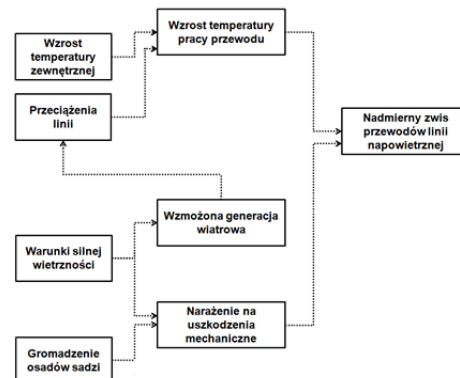 Wzrost temperatury
pracy przewodu
Wzrost
temperatury
zewnętrznej
Przeciążenia
linii
Nadmierny zwis
przewodów linii
napowietrznej
Wzmożona generacja
wiatrowa
Warunki silnej
wietrzności
Narażenie na
uszkodzenia
mechaniczne
Gromadzenie
osadów sadzi